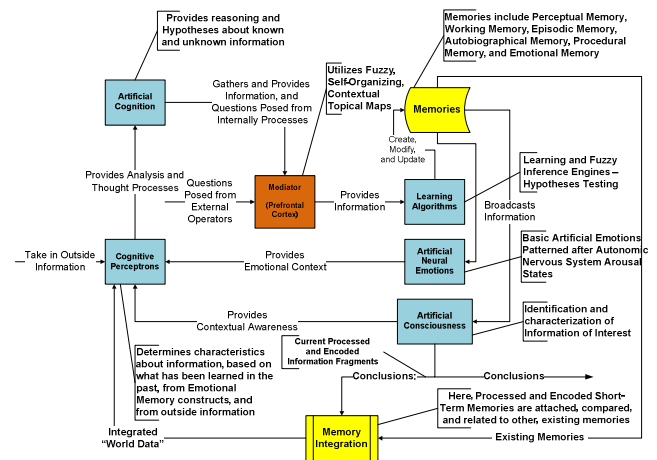 Provides reasoning and
Hypotheses about known
and unknown information
Memories include Perceptual Memory,
Working Memory, Episodic Memory,
Autobiographical Memory, Procedural
Memory, and Emotional Memory
Utilizes Fuzzy,
Self-Organizing,
Contextual
Topical Maps
Artificial
Cognition
Gathers and Provides
Information, and
Questions Posed from
Internally Processes
Memories
Create,
Modify, and
and Update
Learning and Fuzzy
Inference Engines –
Hypotheses Testing
Provides Analysis and
Thought Processes
Questions
Posed from
External
Operators
Mediator
(Prefrontal
Cortex)
Provides
Information
Learning
Algorithms
Broadcasts
Information
Take in Outside
Information
Cognitive
Perceptrons
Provides
Emotional Context
Artificial
Neural
Emotions
Basic Artificial Emotions
Patterned after Autonomic
Nervous System Arousal
States
Provides
Contextual Awareness
Artificial
Consciousness
Identification and
characterization of
Information of Interest
Current Processed
and Encoded
Information Fragments
Determines characteristics
about information, based on
what has been learned in the
past, from Emotional
Memory constructs, and
from outside information
Conclusions:
Conclusions
Here, Processed and Encoded Short-
Term Memories are attached, compared,
and related to other, existing memories
Integrated
“World Data”
Memory
Integration
Existing Memories